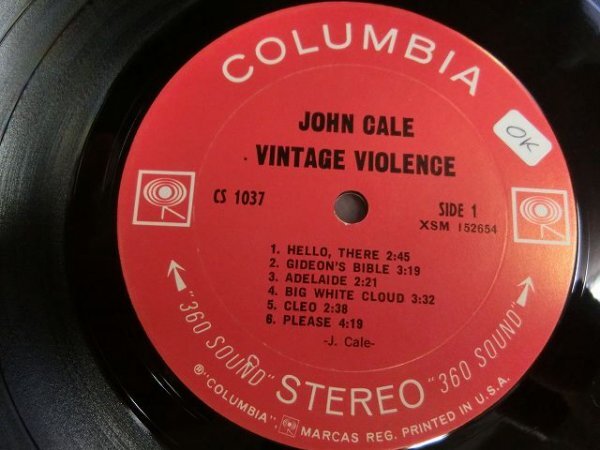 COLUMBIA
JOHN CALE
VINTAGE VIOLENCE
OK
CS 1037
SIDE 1
XSM 152654
1. HELLO, THERE 2:45
2. GIDEON'S BIBLE 3:19
3. ADELAIDE 2:21
4. BIG WHITE CLOUD 3:32
5. CLEO 2:38
6. PLEASE 4:19
-J. Cale-
"360 SOUND" STEREO "360 SOUND"
®"COLUMBIA", MARCAS REG. PRINTED IN U.S.A.